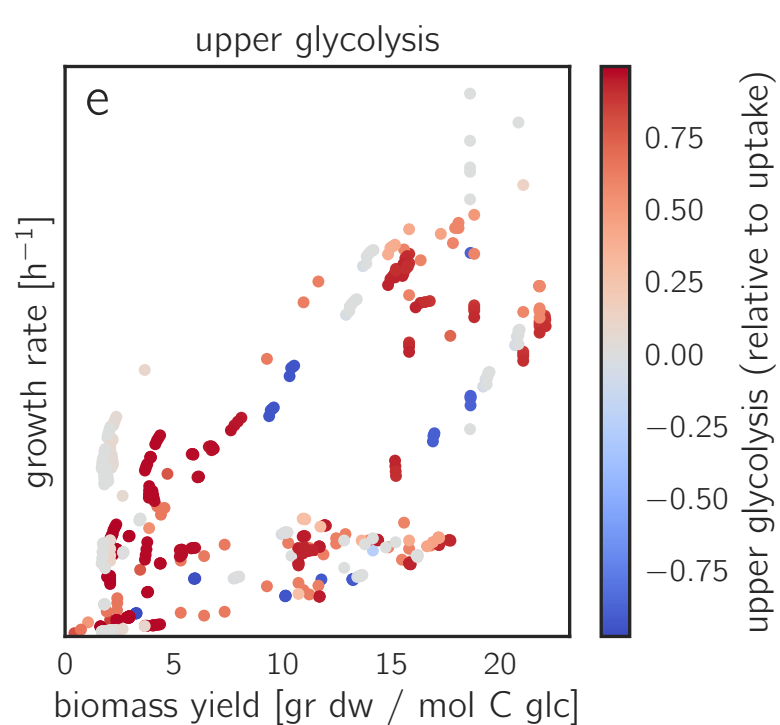 upper glycolysis
e
growth rate [h⁻¹]
0 5 10 15 20
biomass yield [gr dw / mol C glc]
0.75
0.50
0.25
0.00
−0.25
−0.50
−0.75
upper glycolysis (relative to uptake)